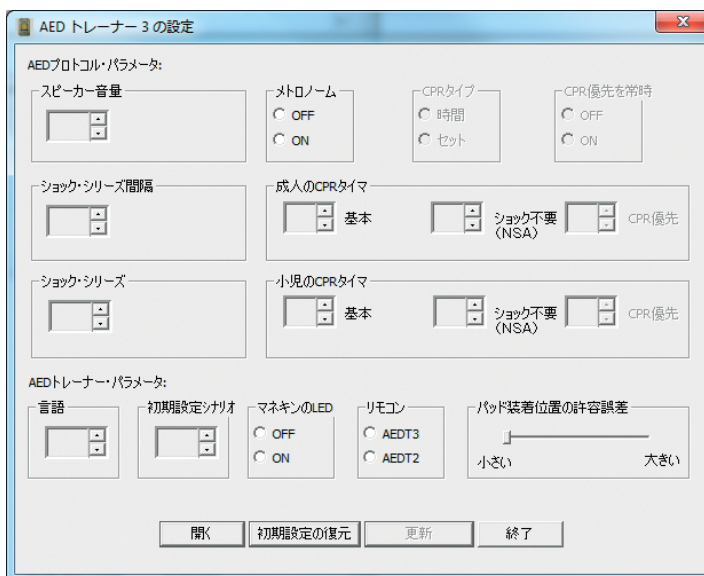 AED トレーナー 3 の設定
AEDプロトコル・パラメータ:
スピーカー音量
メトロノーム
OFF
ON
CPRタイプ
時間
セット
CPR優先を常時
OFF
ON
ショック・シリーズ間隔
成人のCPRタイマ
基本
ショック不要
(NSA)
CPR優先
ショック・シリーズ
小児のCPRタイマ
基本
ショック不要
(NSA)
CPR優先
AEDトレーナー・パラメータ:
言語
初期設定シナリオ
マネキンのLED
OFF
ON
リモコン
AEDT3
AEDT2
パッド装着位置の許容誤差
小さい
大きい
開く
初期設定の復元
更新
終了